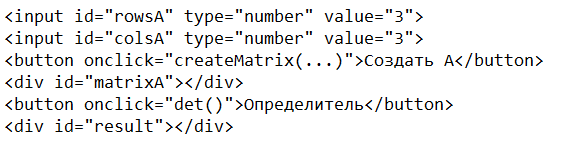 <input id="rowsA" type="number" value="3">
<input id="colsA" type="number" value="3">
<button onclick="createMatrix(...)">Создать A</button>
<div id="matrixA"></div>
<button onclick="det()">Определитель</button>
<div id="result"></div>